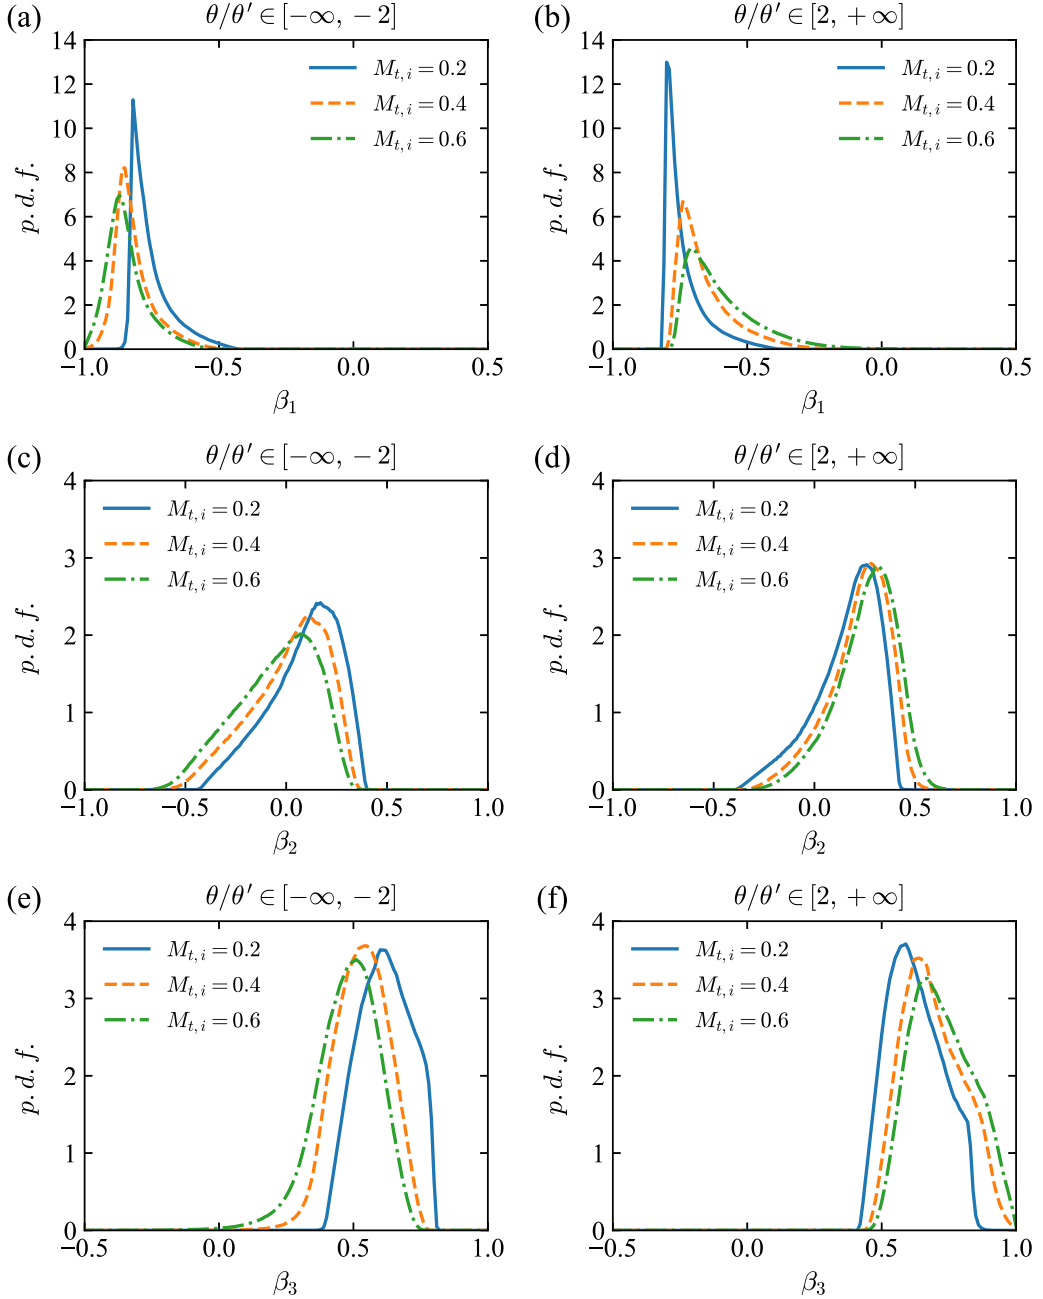 (a) θ/θ′ ∈ [−∞, −2]
14
12
10
8
6
4
2
0
p.d.f.
M_{t,i} = 0.2
M_{t,i} = 0.4
M_{t,i} = 0.6
−1.0 −0.5 0.0 0.5
β₁
(b) θ/θ′ ∈ [2, +∞]
14
12
10
8
6
4
2
0
p.d.f.
M_{t,i} = 0.2
M_{t,i} = 0.4
M_{t,i} = 0.6
−1.0 −0.5 0.0 0.5
β₁
(c) θ/θ′ ∈ [−∞, −2]
4
3
2
1
0
p.d.f.
M_{t,i} = 0.2
M_{t,i} = 0.4
M_{t,i} = 0.6
−1.0 −0.5 0.0 0.5 1.0
β₂
(d) θ/θ′ ∈ [2, +∞]
4
3
2
1
0
p.d.f.
M_{t,i} = 0.2
M_{t,i} = 0.4
M_{t,i} = 0.6
−1.0 −0.5 0.0 0.5 1.0
β₂
(e) θ/θ′ ∈ [−∞, −2]
4
3
2
1
0
p.d.f.
M_{t,i} = 0.2
M_{t,i} = 0.4
M_{t,i} = 0.6
−0.5 0.0 0.5 1.0
β₃
(f) θ/θ′ ∈ [2, +∞]
4
3
2
1
0
p.d.f.
M_{t,i} = 0.2
M_{t,i} = 0.4
M_{t,i} = 0.6
−0.5 0.0 0.5 1.0
β₃